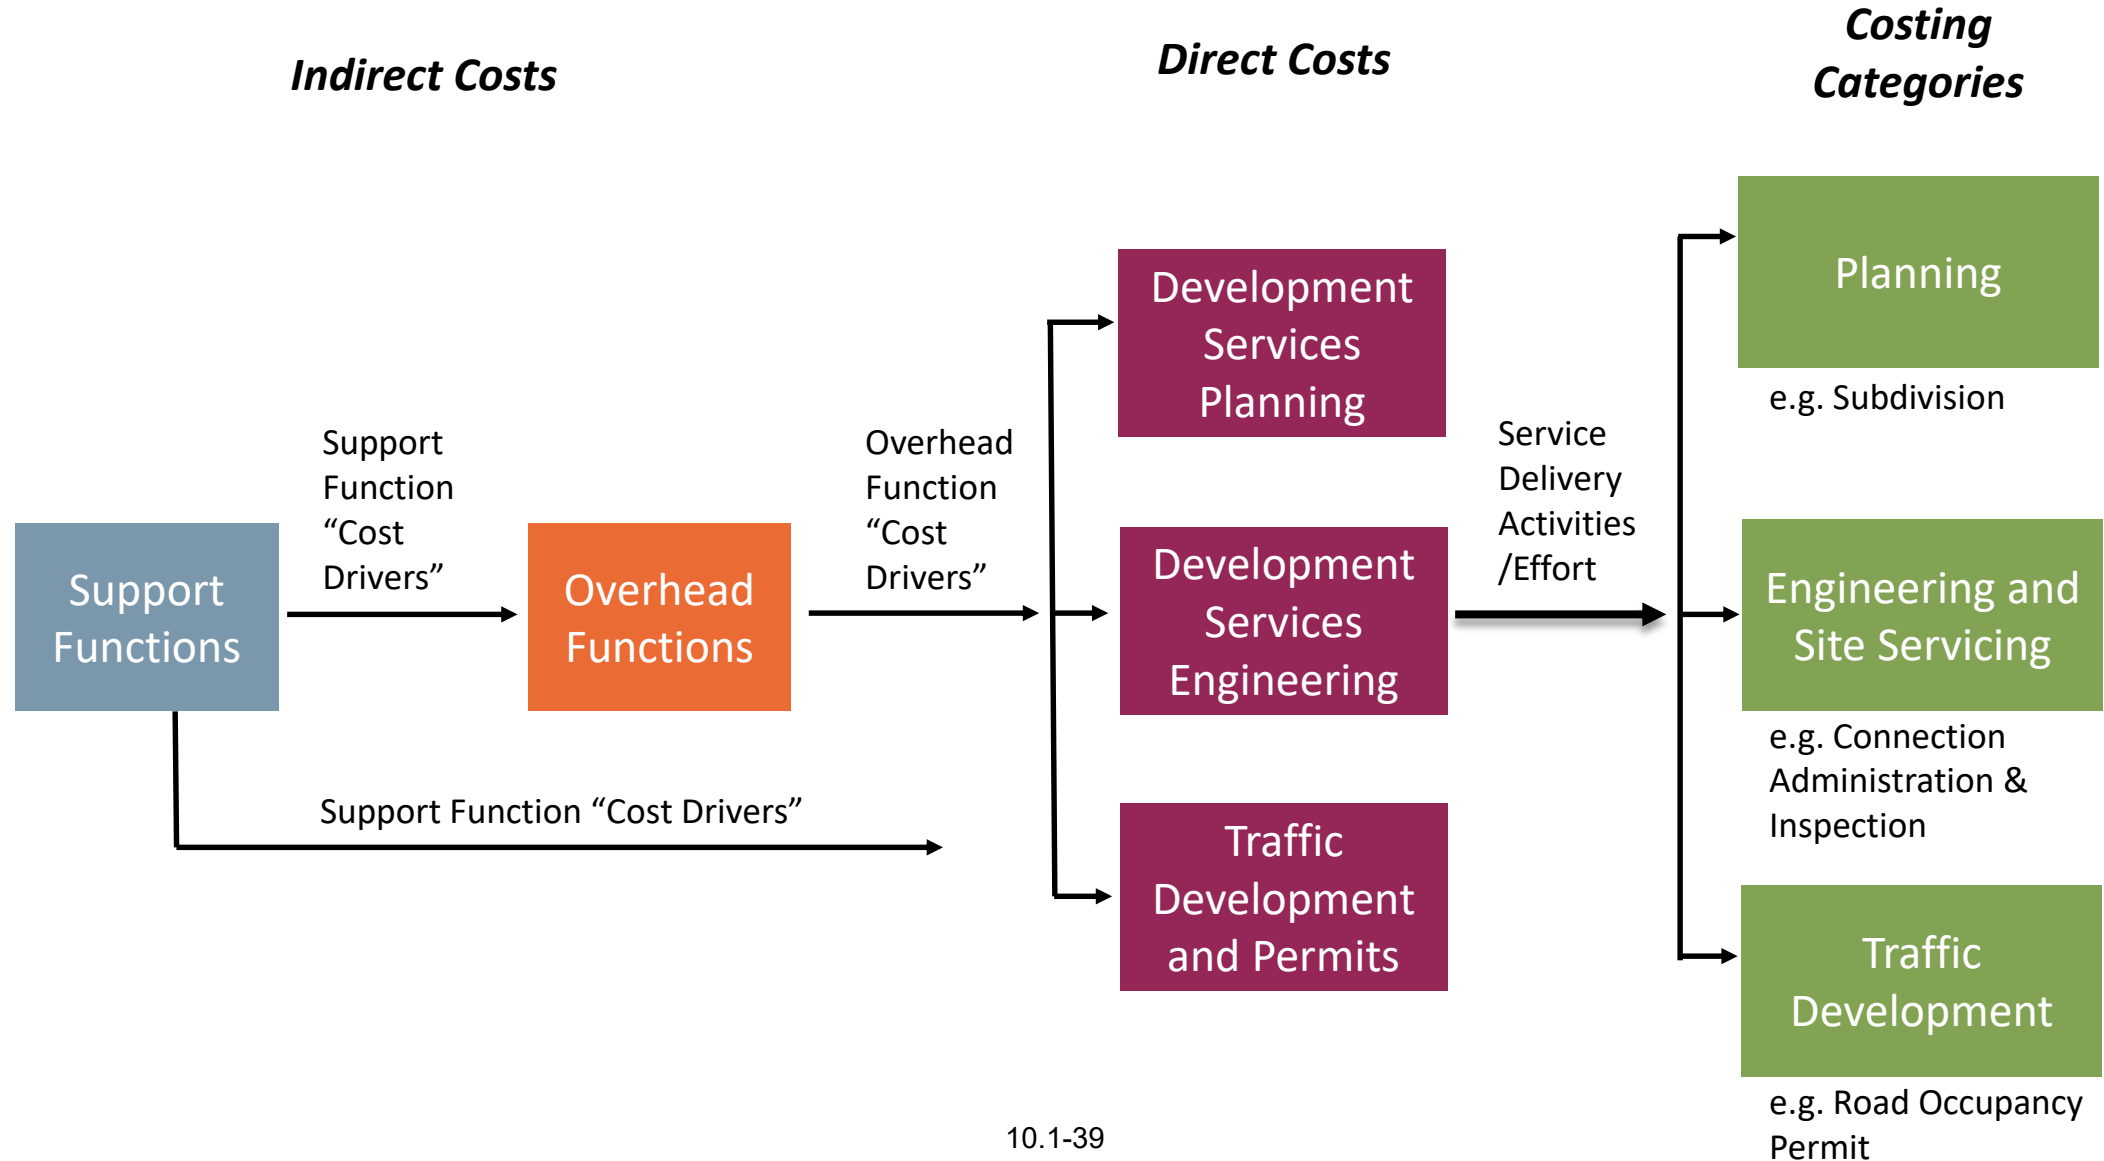 Indirect Costs
Direct Costs
Costing
Categories
Support
Functions
Support
Function
“Cost
Drivers”
Overhead
Functions
Support Function “Cost Drivers”
Overhead
Function
“Cost
Drivers”
Development
Services
Planning
Development
Services
Engineering
Traffic
Development
and Permits
Service
Delivery
Activities
/Effort
Planning
e.g. Subdivision
Engineering and
Site Servicing
e.g. Connection
Administration &
Inspection
Traffic
Development
e.g. Road Occupancy
Permit
10.1-39